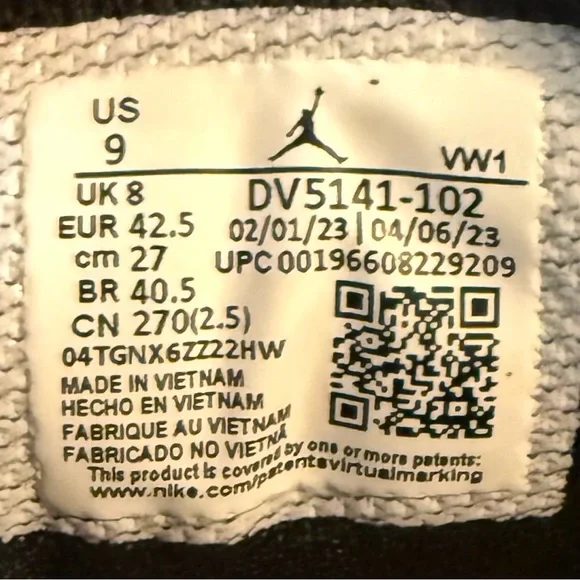 US
9
VW1
UK 8
DV5141-102
EUR 42.5
02/01/23 | 04/06/23
cm 27
UPC 00196608229209
BR 40.5
CN 270(2.5)
04TGNX6ZZZ22HW
MADE IN VIETNAM
HECHO EN VIETNAM
FABRIQUE AU VIETNAM
FABRICADO NO VIETNÃ
This product is covered by one or more patents:
www.nike.com/patentsvirtualmarking